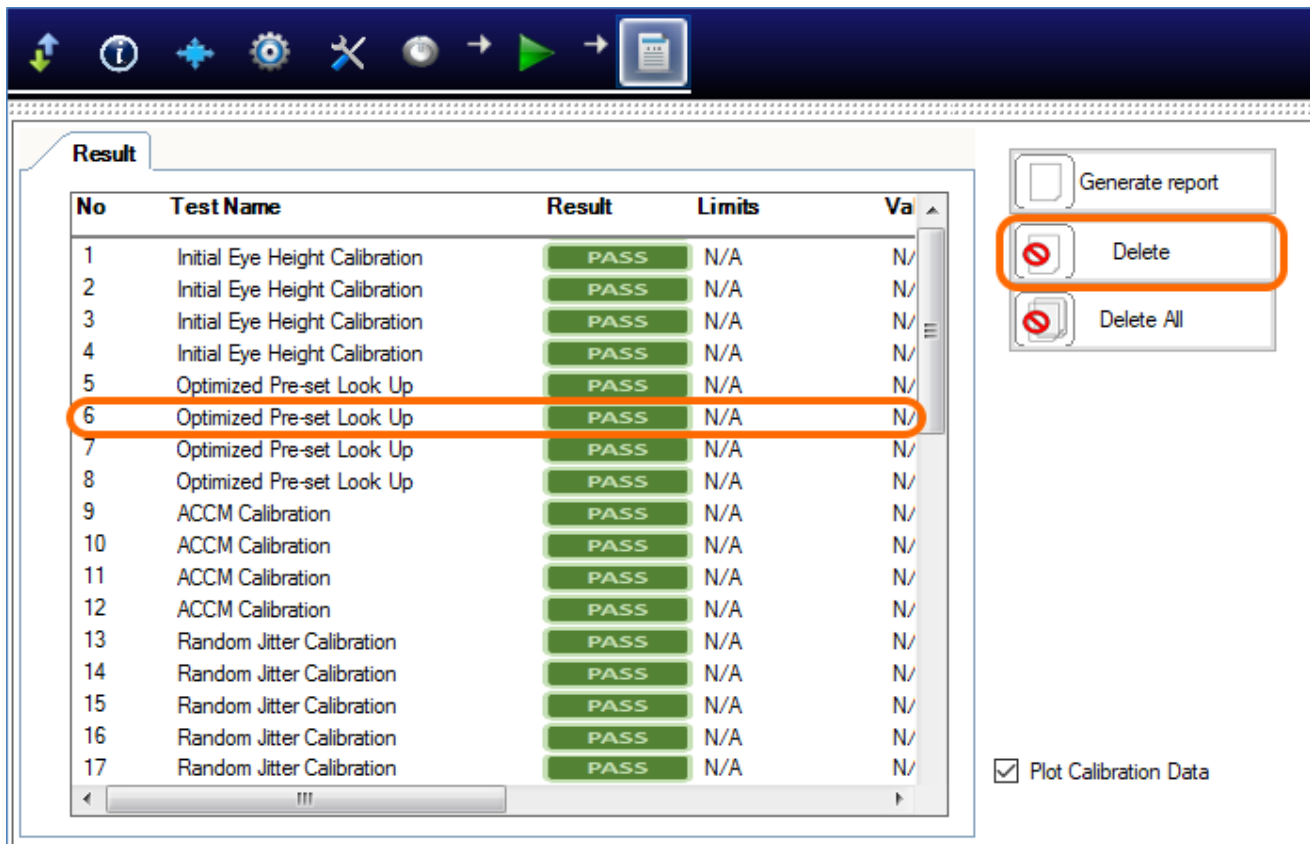 Result
No Test Name Result Limits Va
1 Initial Eye Height Calibration PASS N/A N/
2 Initial Eye Height Calibration PASS N/A N/
3 Initial Eye Height Calibration PASS N/A N/
4 Initial Eye Height Calibration PASS N/A N/
5 Optimized Pre-set Look Up PASS N/A N/
6 Optimized Pre-set Look Up PASS N/A N/
7 Optimized Pre-set Look Up PASS N/A N/
8 Optimized Pre-set Look Up PASS N/A N/
9 ACCM Calibration PASS N/A N/
10 ACCM Calibration PASS N/A N/
11 ACCM Calibration PASS N/A N/
12 ACCM Calibration PASS N/A N/
13 Random Jitter Calibration PASS N/A N/
14 Random Jitter Calibration PASS N/A N/
15 Random Jitter Calibration PASS N/A N/
16 Random Jitter Calibration PASS N/A N/
17 Random Jitter Calibration PASS N/A N/
Generate report
Delete
Delete All
Plot Calibration Data